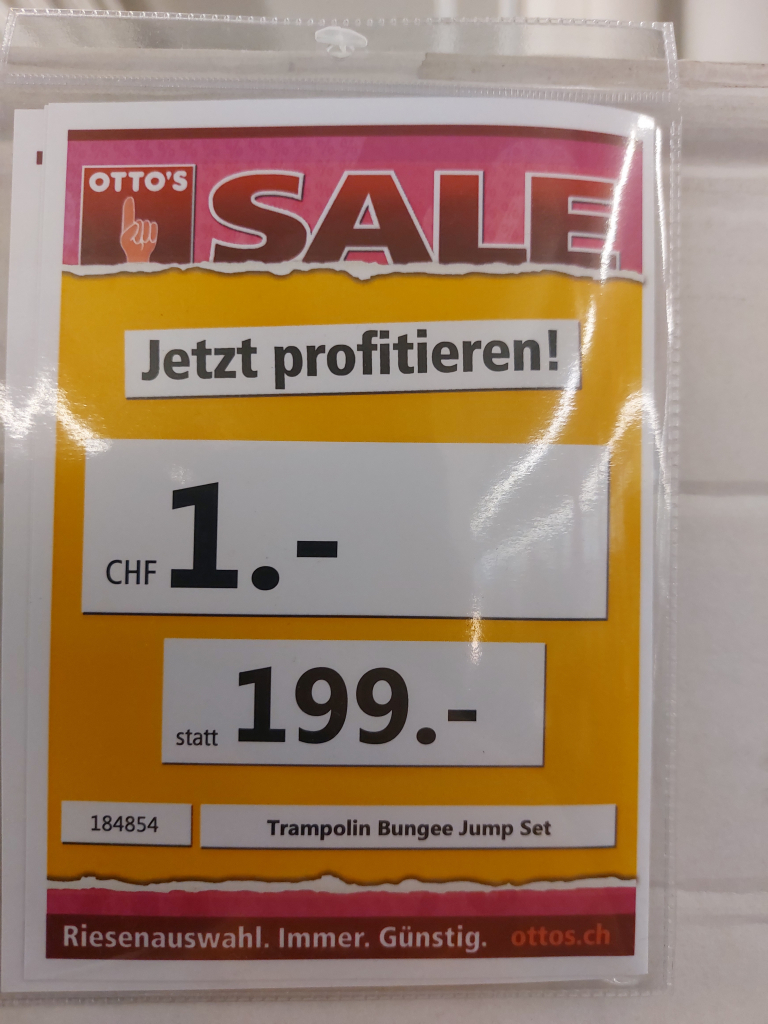 OTTO'S
SALE
Jetzt profitieren!
CHF 1.-
statt 199.-
184854
Trampolin Bungee Jump Set
Riesenauswahl. Immer. Günstig. ottos.ch